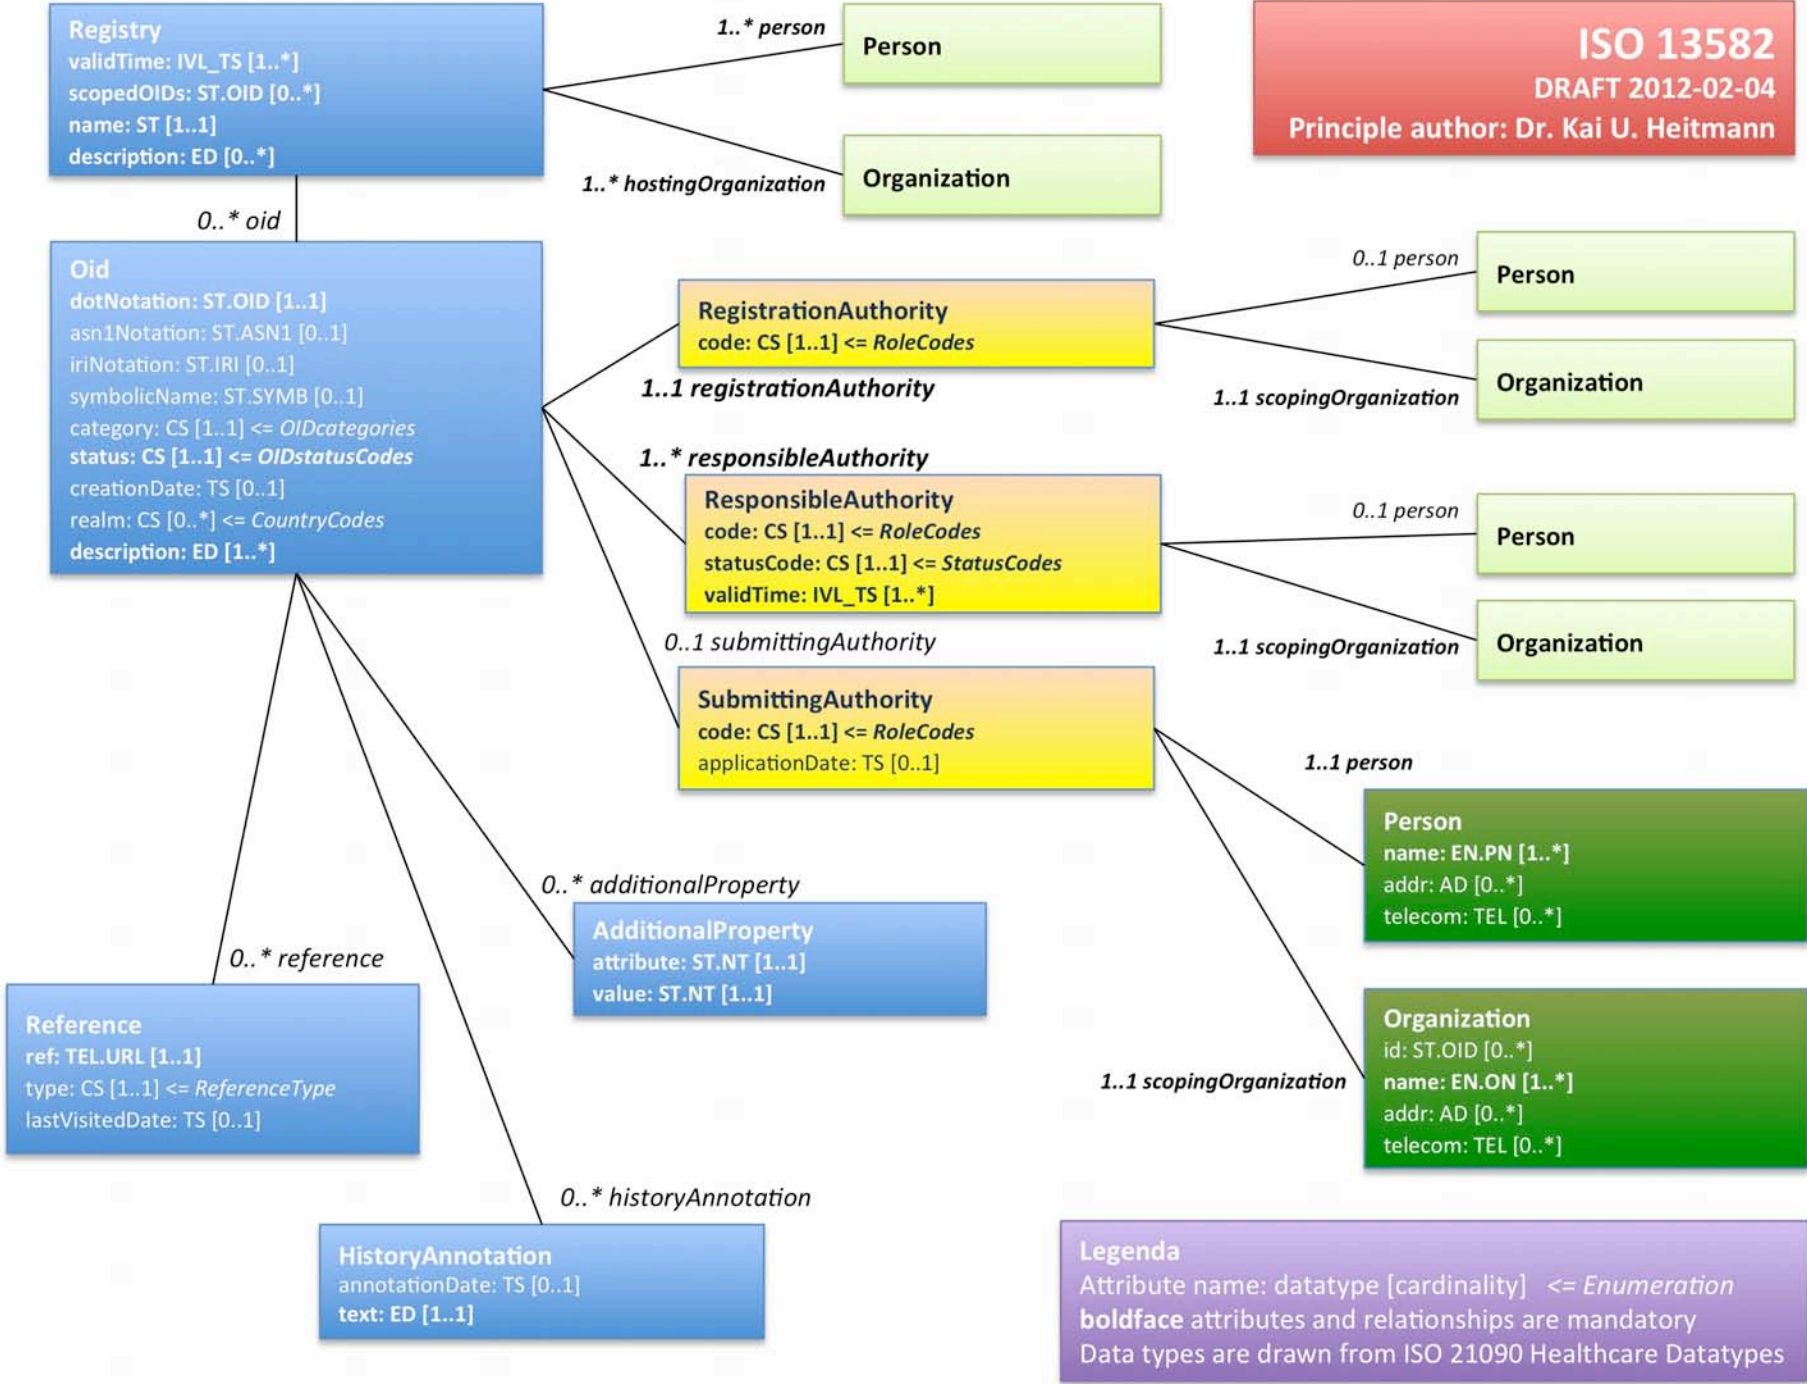 Registry
validTime: IVL_TS [1..*]
scopedOIDs: ST.OID [0..*]
name: ST [1..1]
description: ED [0..*]
1..* person
Person
1..* hostingOrganization
Organization
ISO 13582
DRAFT 2012-02-04
Principle author: Dr. Kai U. Heitmann
0..* oid
Oid
dotNotation: ST.OID [1..1]
asn1Notation: ST.ASN1 [0..1]
iriNotation: ST.IRI [0..1]
symbolicName: ST.SYMB [0..1]
category: CS [1..1] <= OIDcategories
status: CS [1..1] <= OIDstatusCodes
creationDate: TS [0..1]
realm: CS [0..*] <= CountryCodes
description: ED [1..*]
RegistrationAuthority
code: CS [1..1] <= RoleCodes
1..1 registrationAuthority
0..1 person
Person
1..1 scopingOrganization
Organization
1..* responsibleAuthority
ResponsibleAuthority
code: CS [1..1] <= RoleCodes
statusCode: CS [1..1] <= StatusCodes
validTime: IVL_TS [1..*]
0..1 person
Person
1..1 scopingOrganization
Organization
0..1 submittingAuthority
SubmittingAuthority
code: CS [1..1] <= RoleCodes
applicationDate: TS [0..1]
1..1 person
Person
name: EN.PN [1..*]
addr: AD [0..*]
telecom: TEL [0..*]
1..1 scopingOrganization
Organization
id: ST.OID [0..*]
name: EN.ON [1..*]
addr: AD [0..*]
telecom: TEL [0..*]
0..* additionalProperty
AdditionalProperty
attribute: ST.NT [1..1]
value: ST.NT [1..1]
0..* reference
Reference
ref: TEL.URL [1..1]
type: CS [1..1] <= ReferenceType
lastVisitedDate: TS [0..1]
0..* historyAnnotation
HistoryAnnotation
annotationDate: TS [0..1]
text: ED [1..1]
Legenda
Attribute name: datatype [cardinality] <= Enumeration
boldface attributes and relationships are mandatory
Data types are drawn from ISO 21090 Healthcare Datatypes